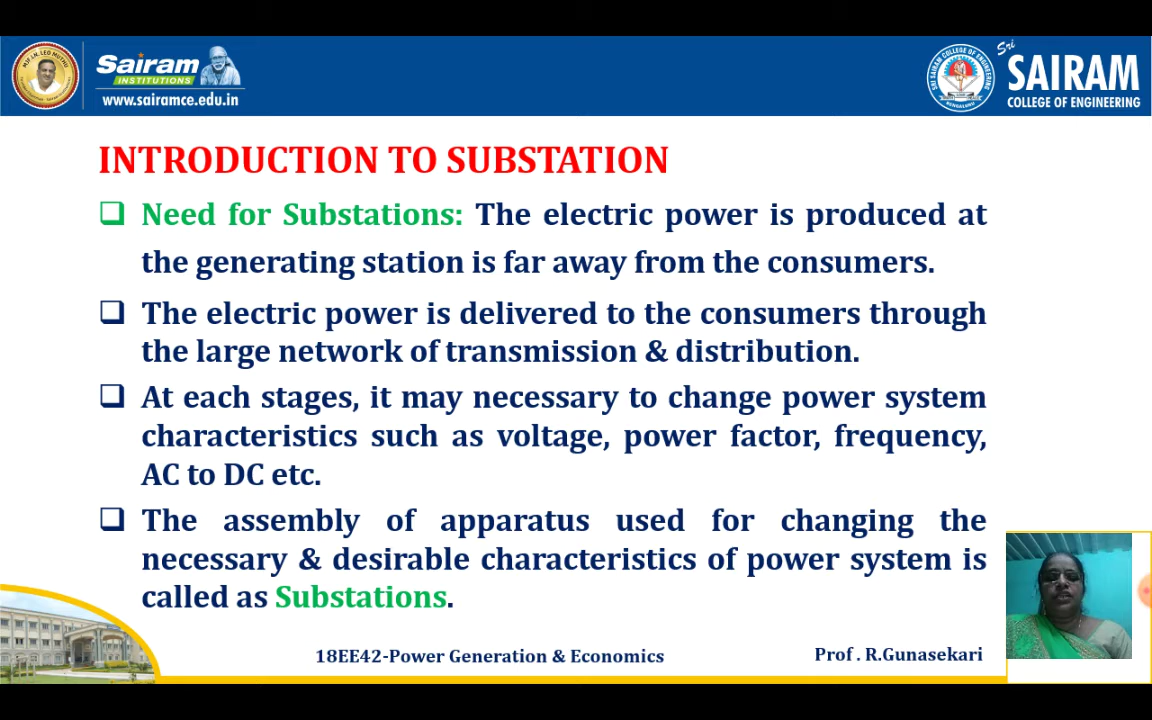 Sairam
INSTITUTIONS
www.sairamce.edu.in
Sri
SAIRAM
COLLEGE OF ENGINEERING
INTRODUCTION TO SUBSTATION
Need for Substations: The electric power is produced at
the generating station is far away from the consumers.
The electric power is delivered to the consumers through
the large network of transmission & distribution.
At each stages, it may necessary to change power system
characteristics such as voltage, power factor, frequency,
AC to DC etc.
The assembly of apparatus used for changing the
necessary & desirable characteristics of power system is
called as Substations.
18EE42-Power Generation & Economics
Prof . R.Gunasekari